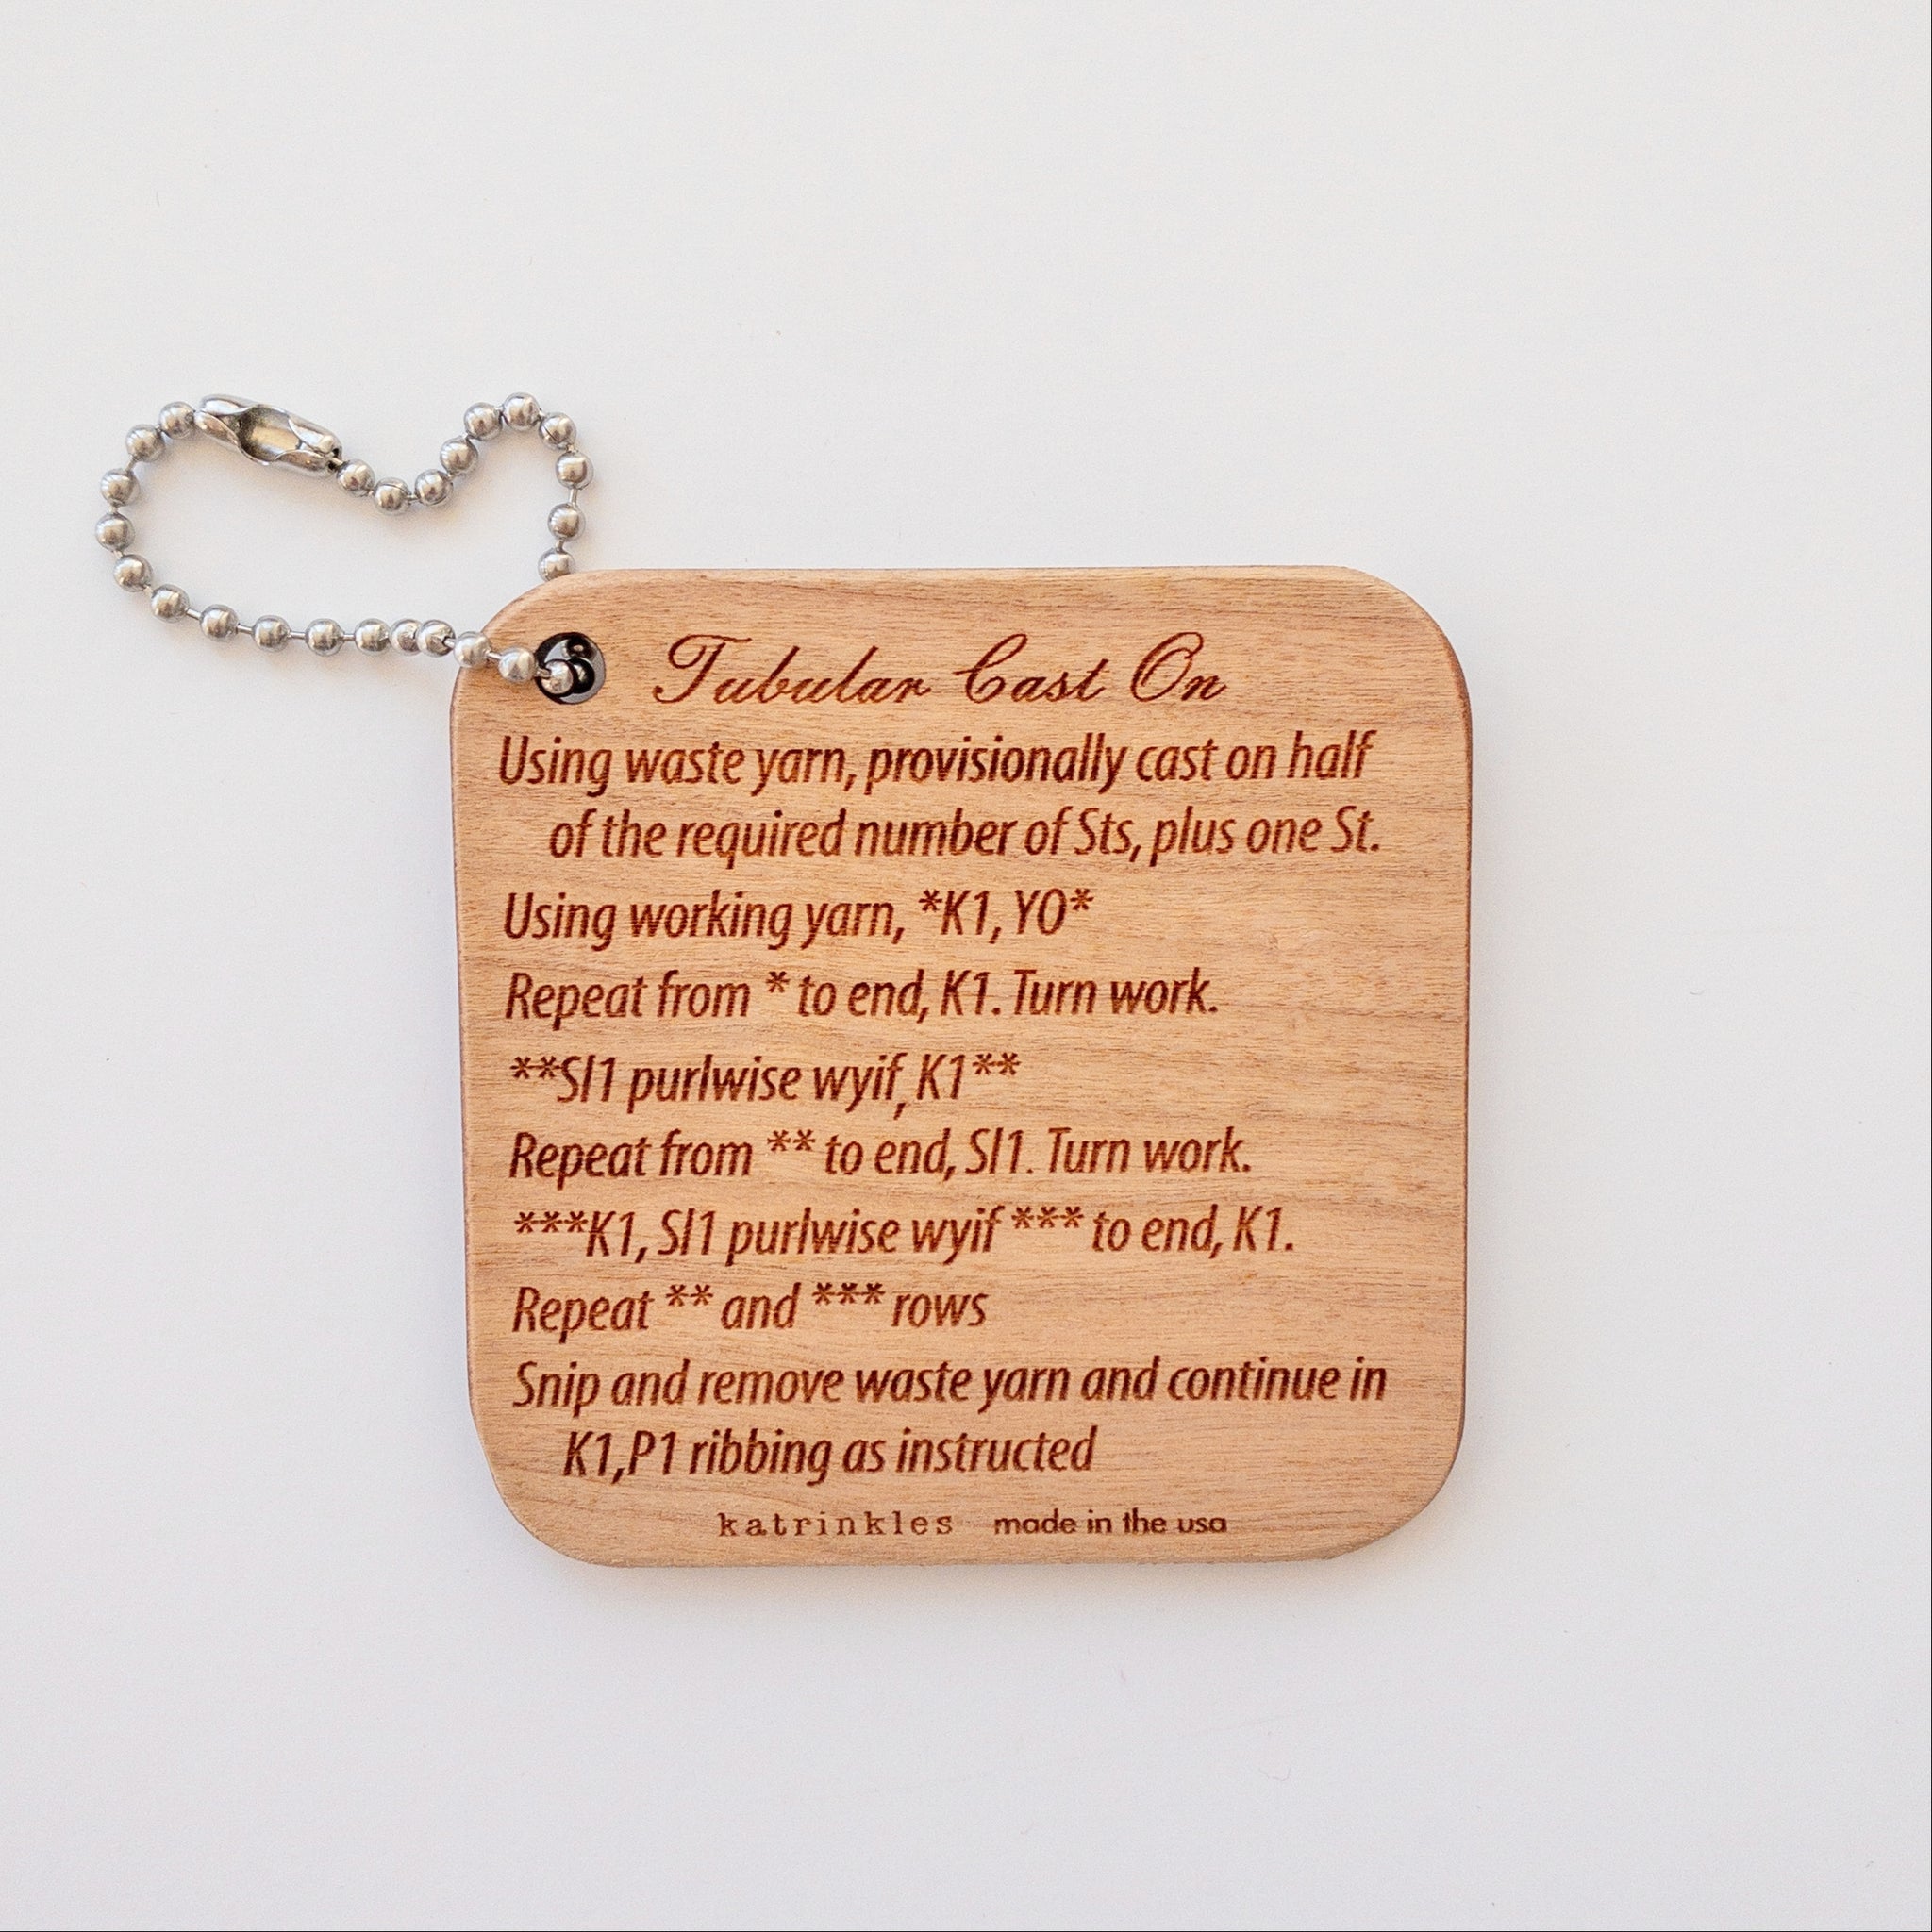 Tubular Cast On
Using waste yarn, provisionally cast on half
of the required number of Sts, plus one St.
Using working yarn, *K1, YO*
Repeat from * to end, K1. Turn work.
**Sl1 purlwise wyif, K1**
Repeat from ** to end, Sl1. Turn work.
***K1, Sl1 purlwise wyif *** to end, K1.
Repeat ** and *** rows
Snip and remove waste yarn and continue in
K1,P1 ribbing as instructed
katrinkles made in the usa